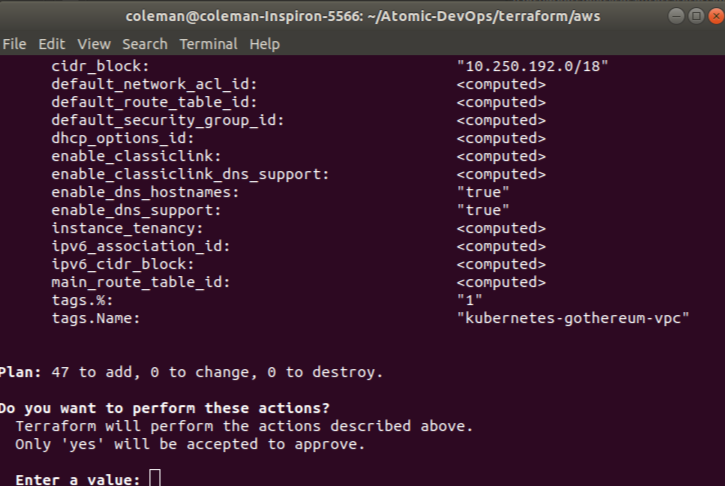 coleman@coleman-Inspiron-5566: ~/Atomic-DevOps/terraform/aws
File Edit View Search Terminal Help
cidr_block: "10.250.192.0/18"
default_network_acl_id: <computed>
default_route_table_id: <computed>
default_security_group_id: <computed>
dhcp_options_id: <computed>
enable_classiclink: <computed>
enable_classiclink_dns_support: <computed>
enable_dns_hostnames: "true"
enable_dns_support: "true"
instance_tenancy: <computed>
ipv6_association_id: <computed>
ipv6_cidr_block: <computed>
main_route_table_id: <computed>
tags.%: "1"
tags.Name: "kubernetes-gothereum-vpc"
Plan: 47 to add, 0 to change, 0 to destroy.
Do you want to perform these actions?
Terraform will perform the actions described above.
Only 'yes' will be accepted to approve.
Enter a value: